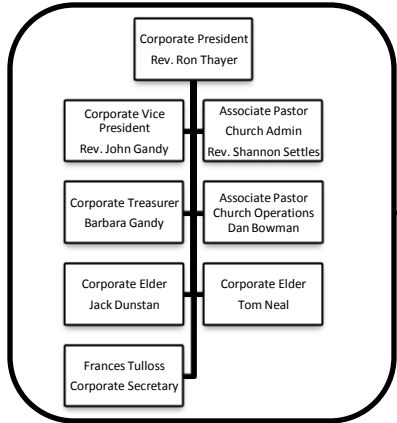 Corporate President
Rev. Ron Thayer
Corporate Vice
President
Rev. John Gandy
Associate Pastor
Church Admin
Rev. Shannon Settles
Corporate Treasurer
Barbara Gandy
Associate Pastor
Church Operations
Dan Bowman
Corporate Elder
Jack Dunstan
Corporate Elder
Tom Neal
Frances Tulloss
Corporate Secretary